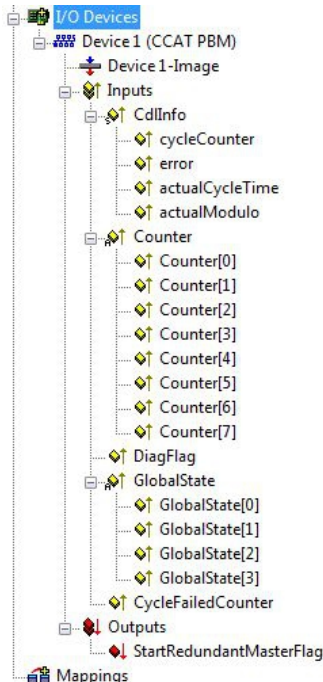 I/O Devices
Device 1 (CCAT PBM)
Device 1-Image
Inputs
CdlInfo
cycleCounter
error
actualCycleTime
actualModulo
Counter
Counter[0]
Counter[1]
Counter[2]
Counter[3]
Counter[4]
Counter[5]
Counter[6]
Counter[7]
DiagFlag
GlobalState
GlobalState[0]
GlobalState[1]
GlobalState[2]
GlobalState[3]
CycleFailedCounter
Outputs
StartRedundantMasterFlag
Mappings